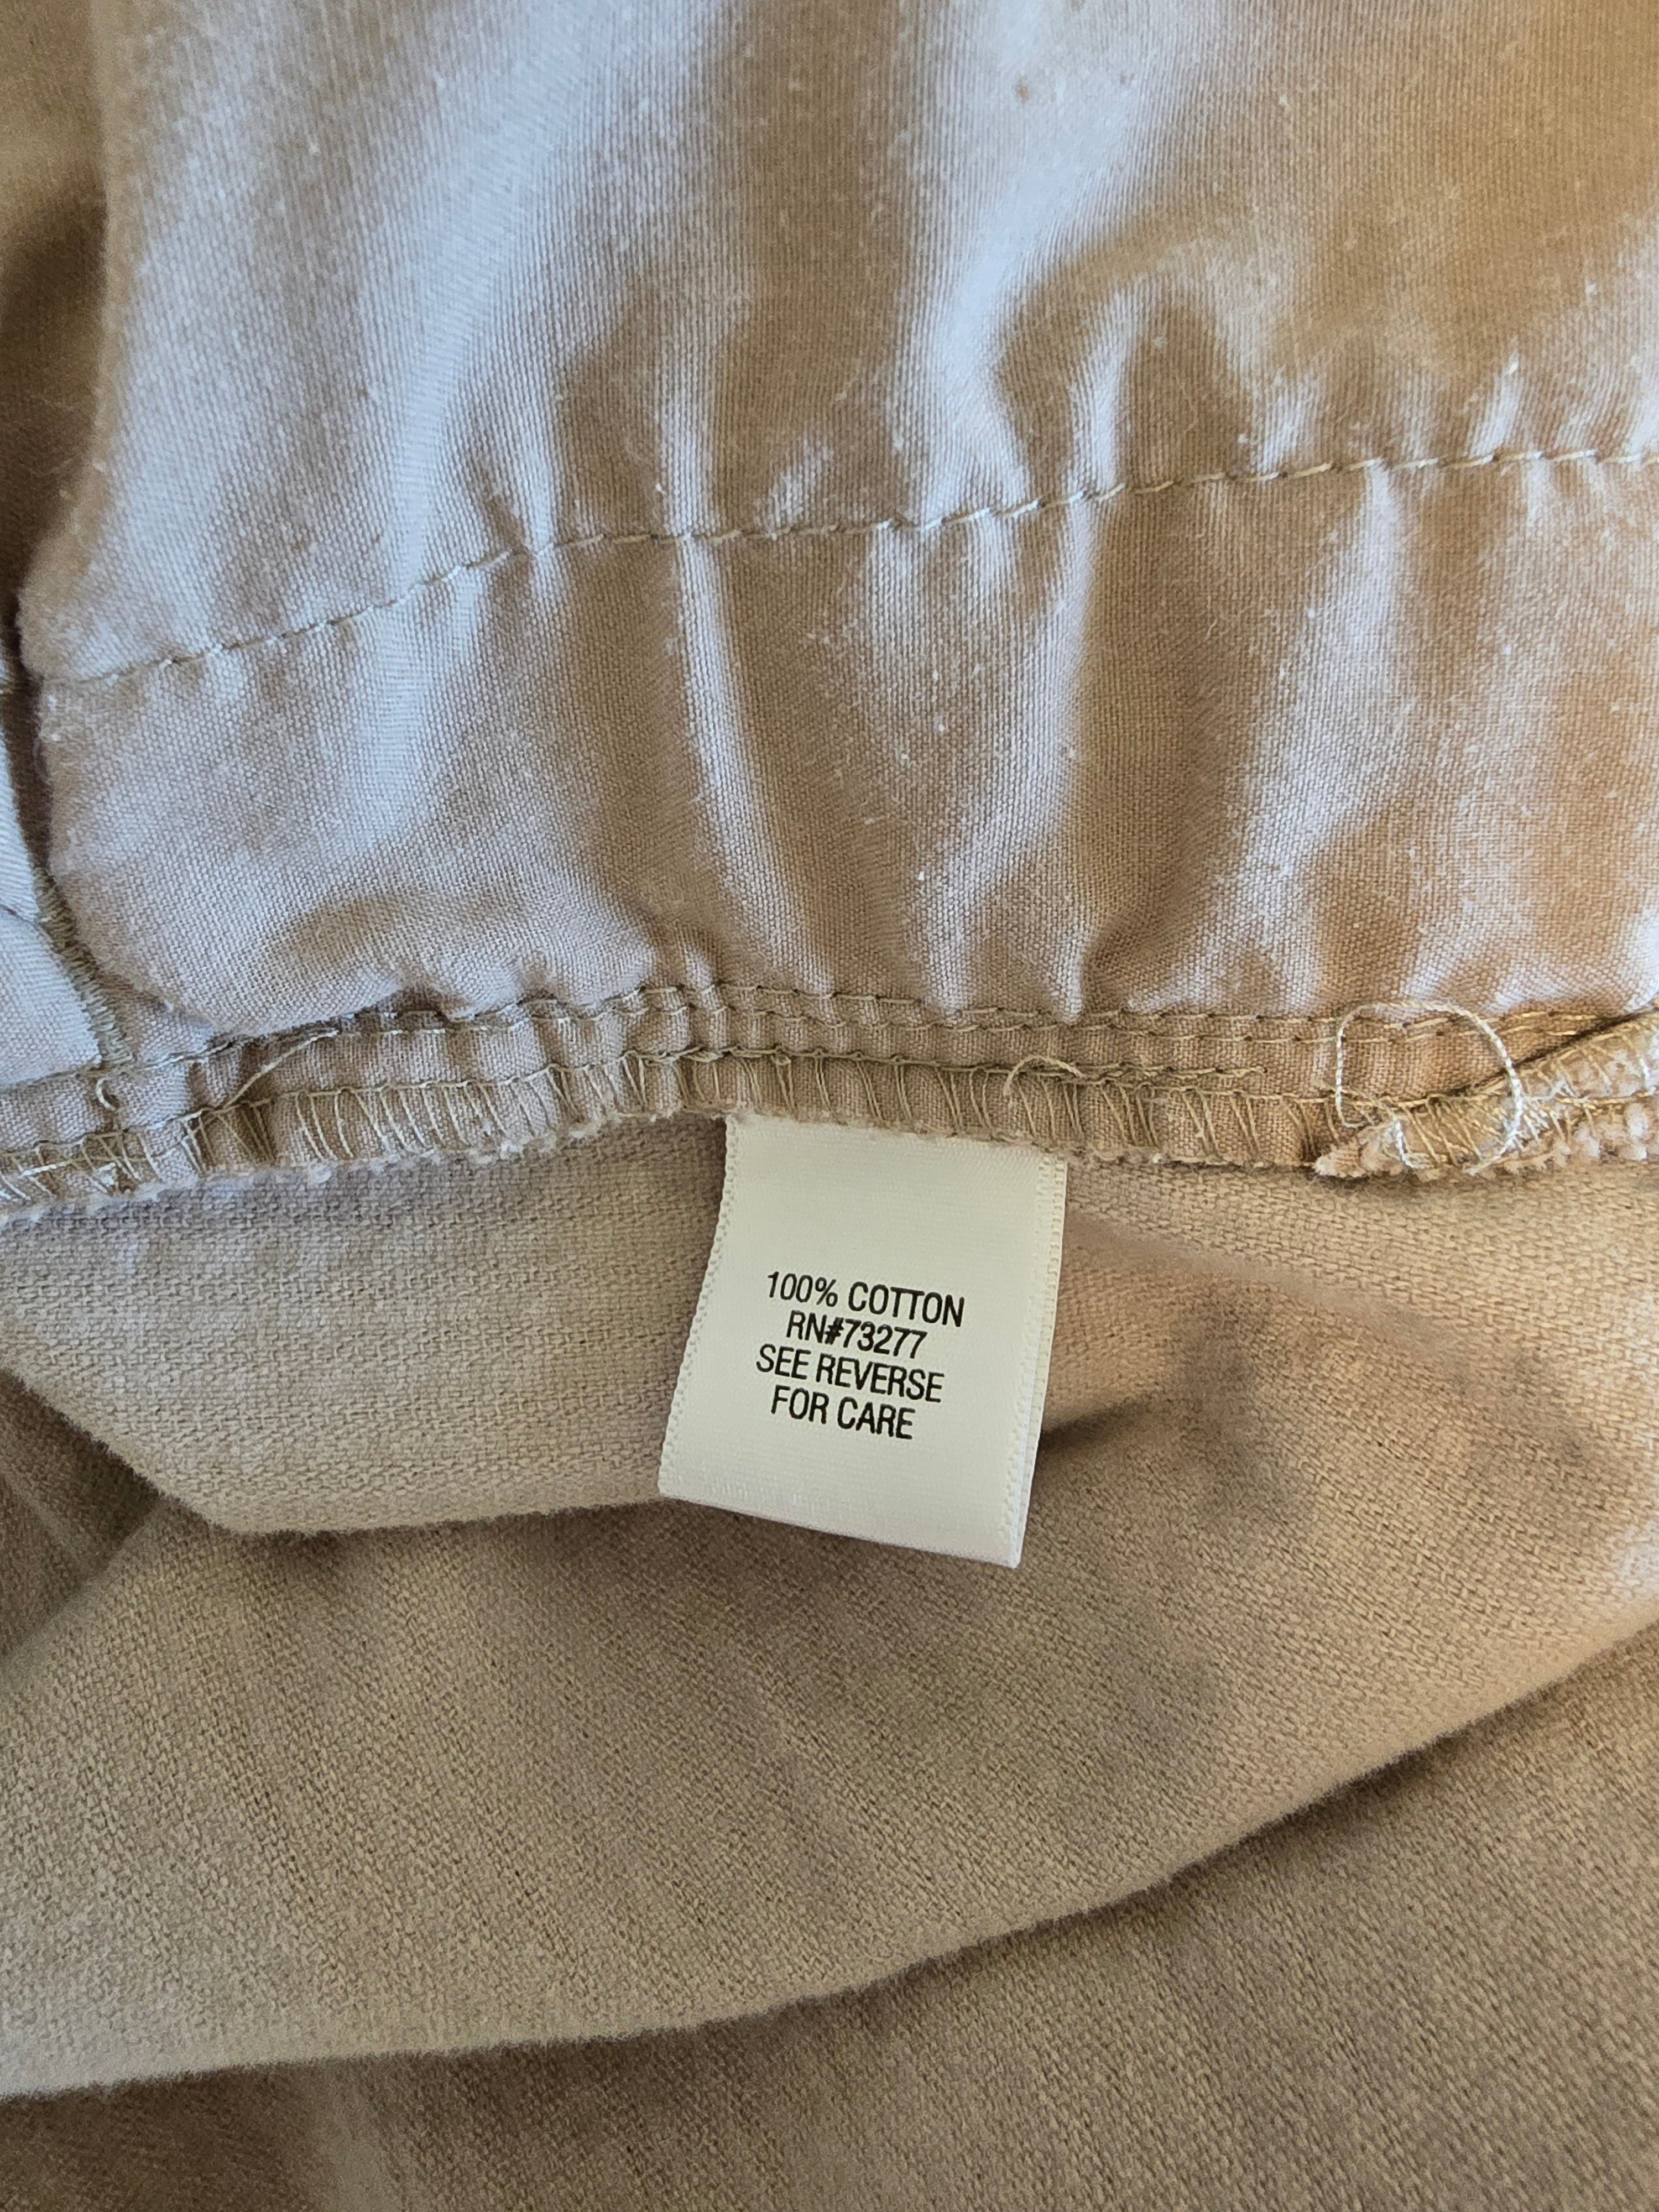 100% COTTON
RN#73277
SEE REVERSE
FOR CARE